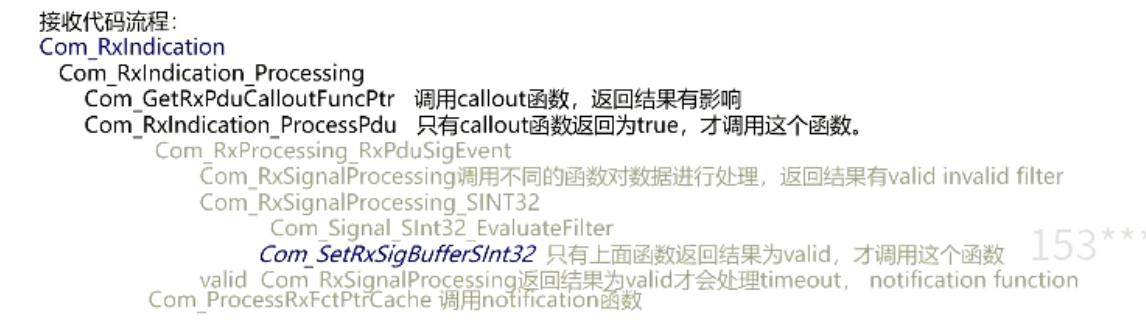 接收代码流程：
Com_RxIndication
Com_RxIndication_Processing
Com_GetRxPduCalloutFuncPtr 调用callout函数，返回结果有影响
Com_RxIndication_ProcessPdu 只有callout函数返回为true，才调用这个函数。
Com_RxProcessing_RxPduSigEvent
Com_RxSignalProcessing调用不同的函数对数据进行处理，返回结果有valid invalid filter
Com_RxSignalProcessing_SINT32
Com_Signal_SInt32_EvaluateFilter
Com_SetRxSigBufferSInt32 只有上面函数返回结果为valid，才调用这个函数
153***
valid Com_RxSignalProcessing返回结果为valid才会处理timeout， notification function
Com_ProcessRxFctPtrCache 调用notification函数